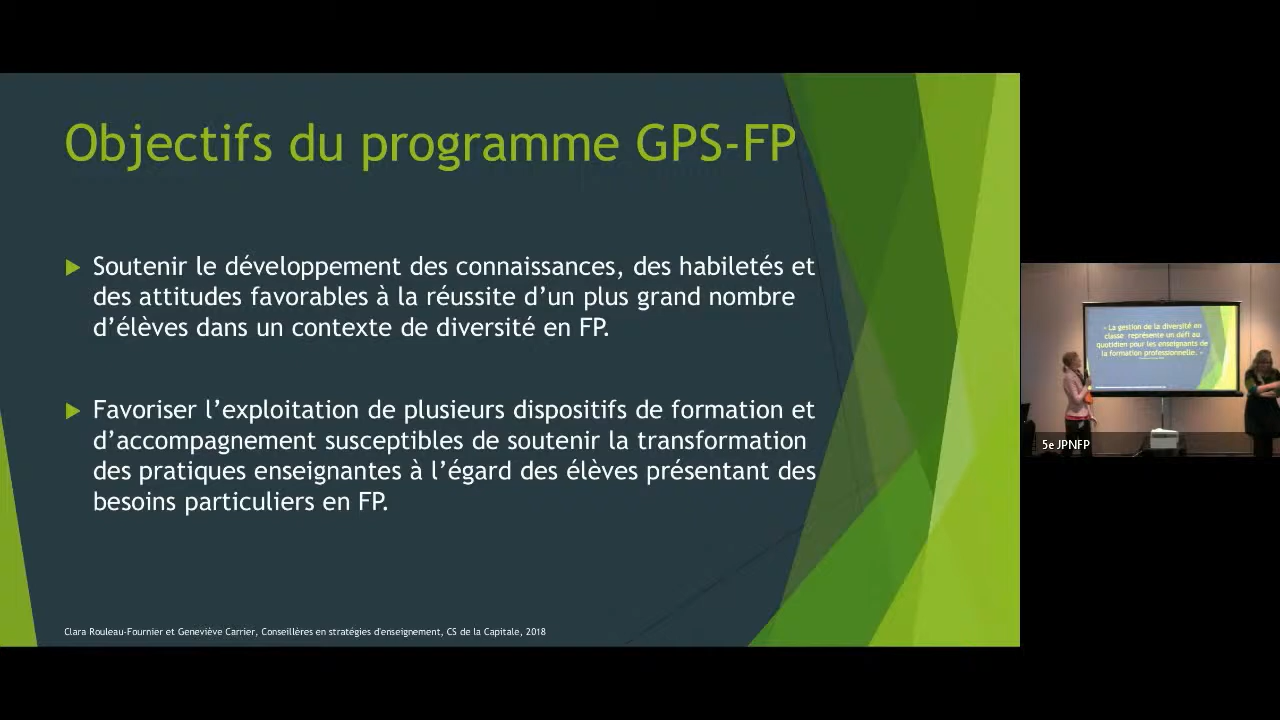 Objectifs du programme GPS-FP
Soutenir le développement des connaissances, des habiletés et
des attitudes favorables à la réussite d'un plus grand nombre
d'élèves dans un contexte de diversité en FP.
Favoriser l'exploitation de plusieurs dispositifs de formation et
d'accompagnement susceptibles de soutenir la transformation
des pratiques enseignantes à l'égard des élèves présentant des
besoins particuliers en FP.
Clara Rouleau-Fournier et Geneviève Carrier, Conseillères en stratégies d'enseignement, CS de la Capitale, 2018
« La gestion de la diversité en
classe représente un défi au
quotidien pour les enseignants de
la formation professionnelle. »
5e JPNFP